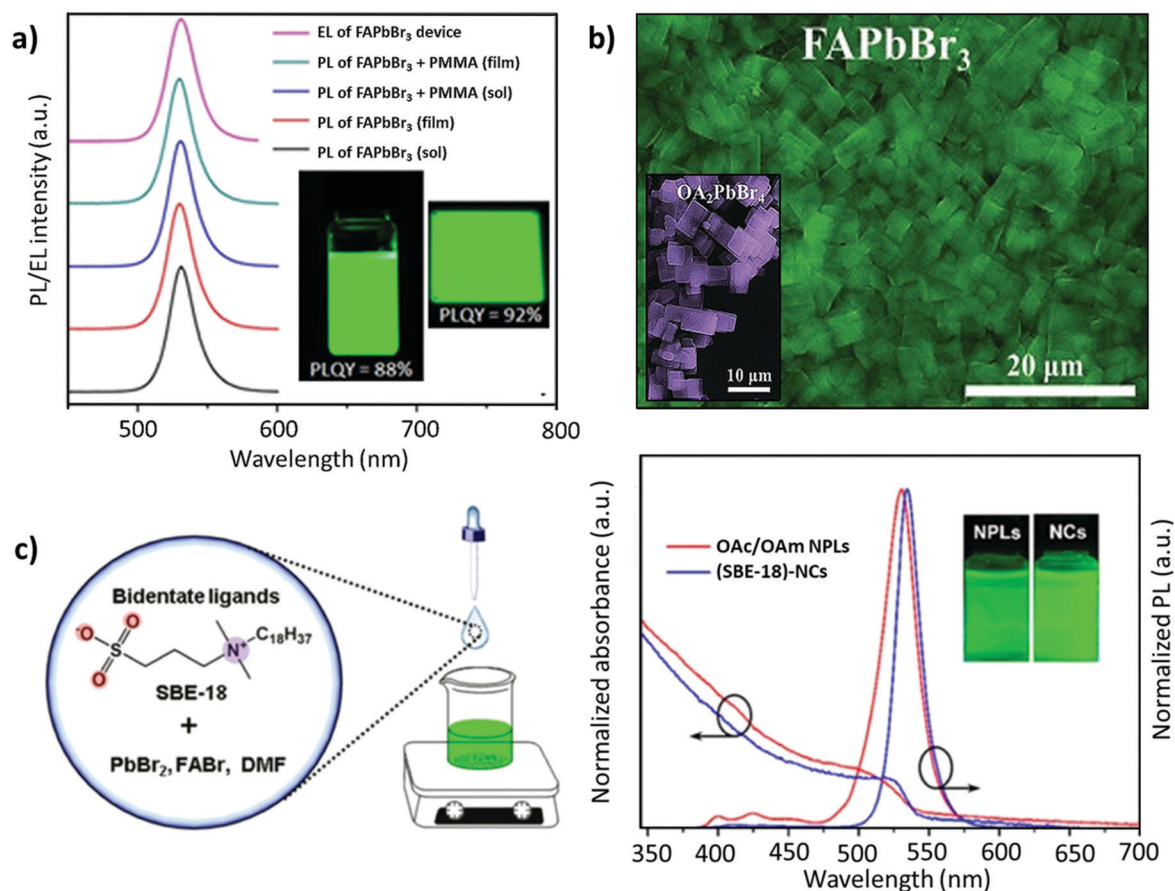 a)
EL of FAPbBr3 device
PL of FAPbBr3 + PMMA (film)
PL of FAPbBr3 + PMMA (sol)
PL of FAPbBr3 (film)
PL of FAPbBr3 (sol)
PL/EL intensity (a.u.)
PLQY = 88%
PLQY = 92%
500 550 600 700 800
Wavelength (nm)
b)
FAPbBr3
OA2PbBr4
10 µm
20 µm
c)
Bidentate ligands
-O
O
S
O
N+
C18H37
SBE-18
+
PbBr2, FABr, DMF
Normalized absorbance (a.u.)
OAc/OAm NPLs
(SBE-18)-NCs
NPLs
NCs
Normalized PL (a.u.)
350 400 450 500 550 600 650 700
Wavelength (nm)